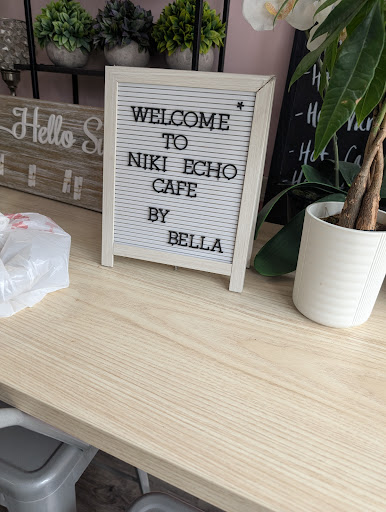 WELCOME *
TO
NIKI ECHO
CAFE
BY
BELLA
Hello